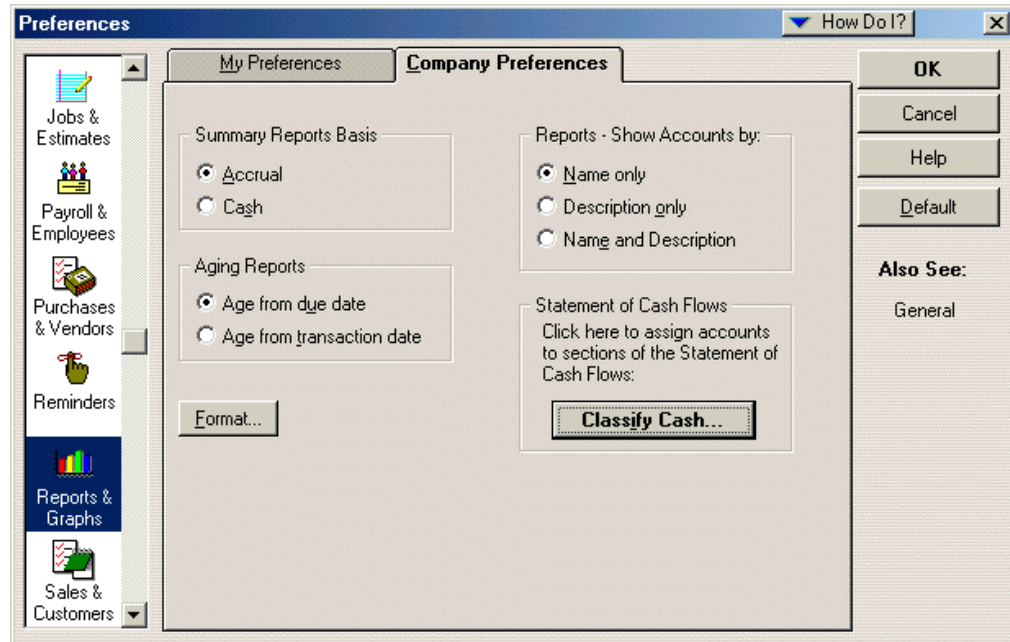 Preferences
How Do I?
Jobs &
Estimates
Payroll &
Employees
Purchases
& Vendors
Reminders
Reports &
Graphs
Sales &
Customers
My Preferences
Company Preferences
Summary Reports Basis
Accrual
Cash
Aging Reports
Age from due date
Age from transaction date
Format...
Reports - Show Accounts by:
Name only
Description only
Name and Description
Statement of Cash Flows
Click here to assign accounts
to sections of the Statement of
Cash Flows:
Classify Cash...
OK
Cancel
Help
Default
Also See:
General